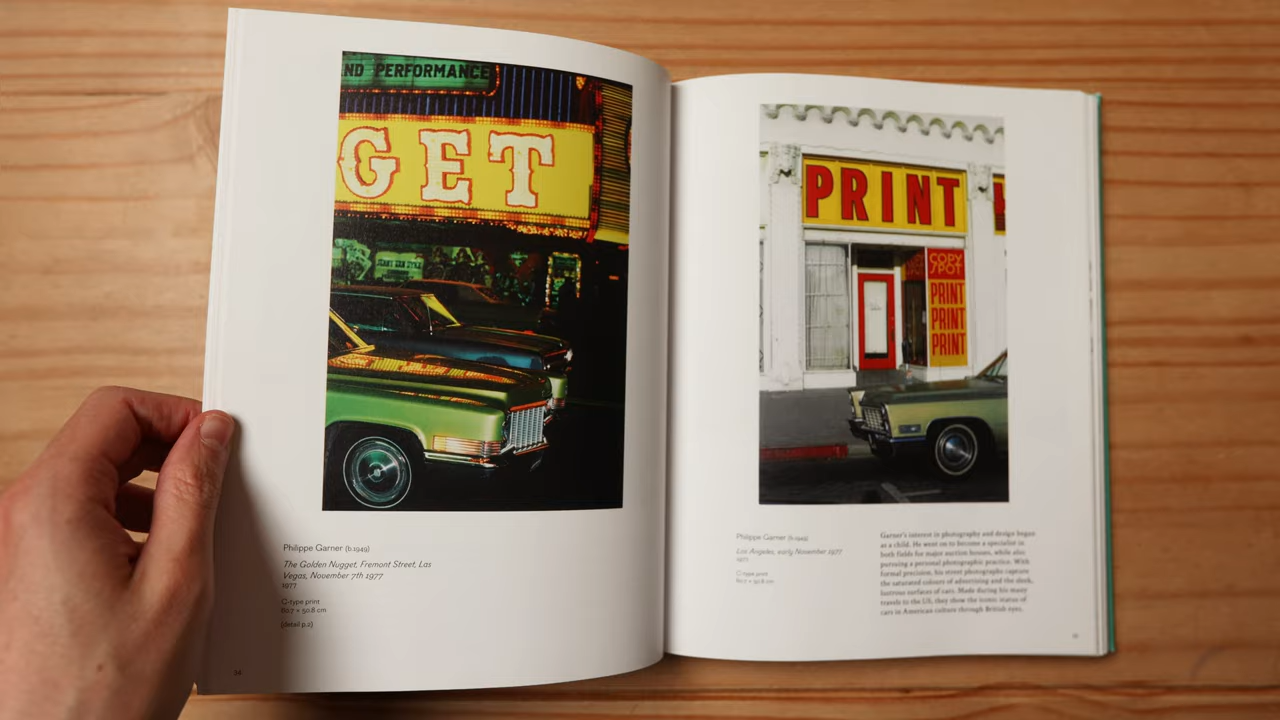 ND PERFORMANCE
GET
Philippe Garner (b.1949)
The Golden Nugget, Fremont Street, Las
Vegas, November 7th 1977
1977
C-type print
60.7 × 50.8 cm
(detail p.2)
PRINT
COPY
SPOT
PRINT
PRINT
PRINT
Philippe Garner (b.1949)
Los Angeles, early November 1977
1977
C-type print
60.7 × 50.8 cm
Garner's interest in photography and design began
as a child. He went on to become a specialist in
both fields for major auction houses, while also
pursuing a personal photographic practice. With
formal precision, his street photographs capture
the saturated colours of advertising and the sleek,
lustrous surfaces of cars. Made during his many
travels to the US, they show the iconic status of
cars in American culture through British eyes.